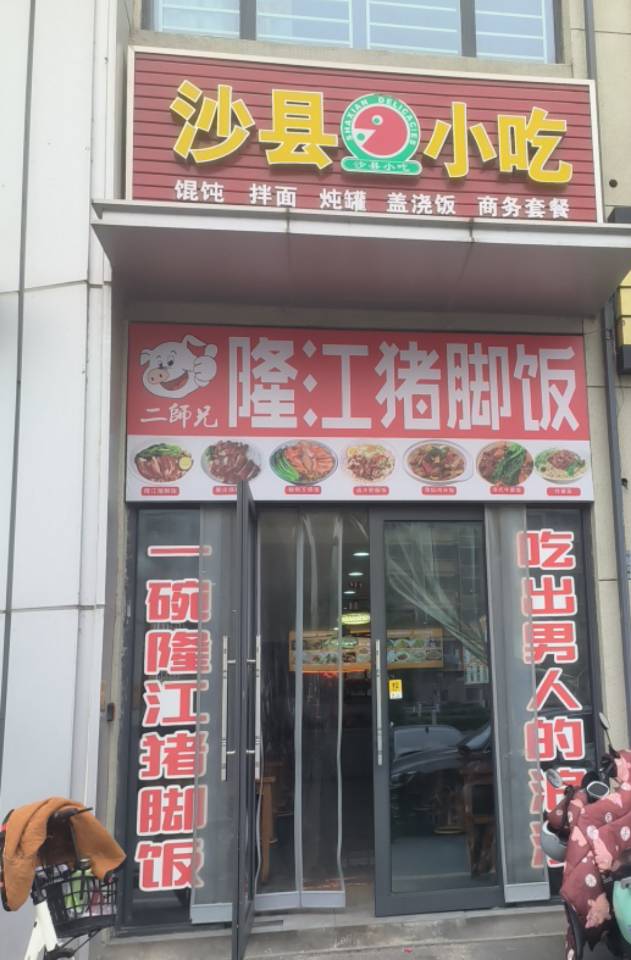 沙县小吃
SHAXIAN DELICACIES
沙县小吃
馄饨 拌面 炖罐 盖浇饭 商务套餐
二師兄
隆江猪脚饭
一碗隆江猪脚饭
吃出男人的浪